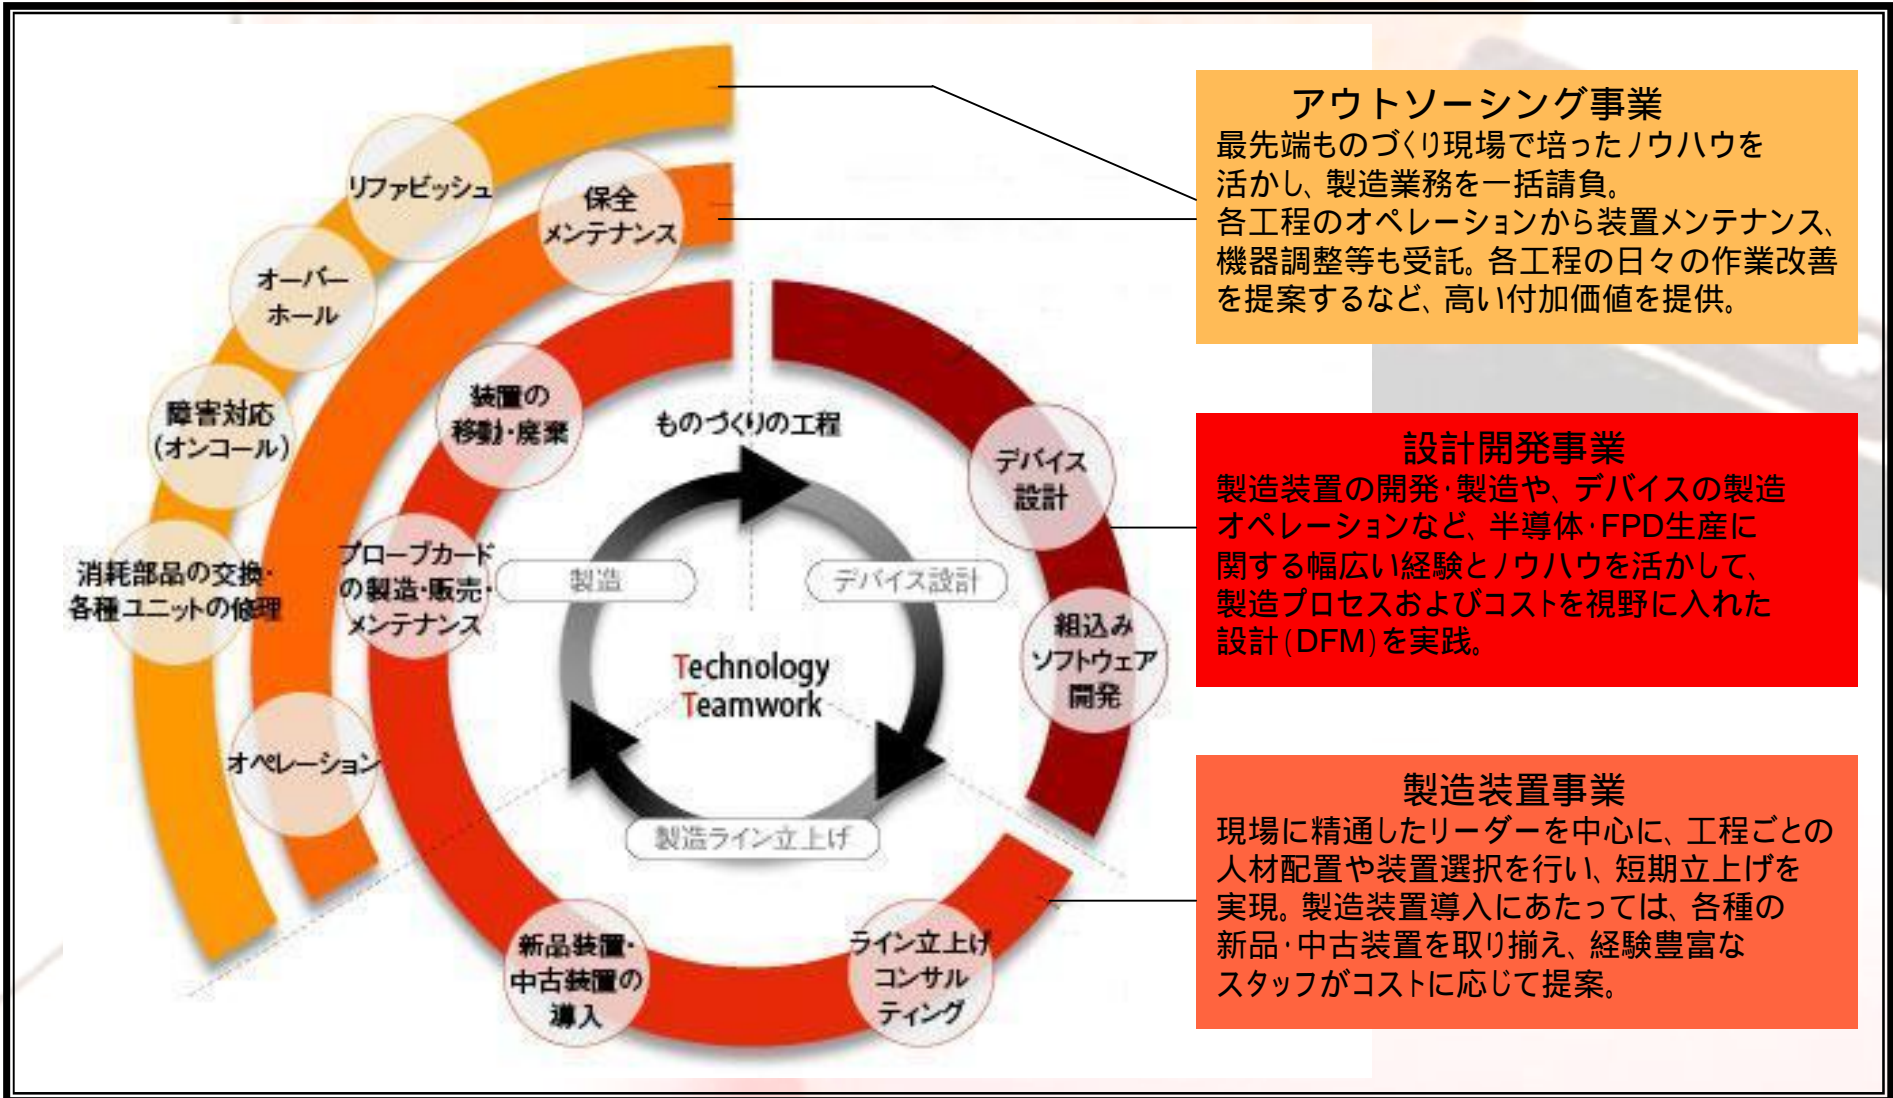 リファビッシュ
オーバー
ホール
障害対応
(オンコール)
消耗部品の交換・
各種ユニットの修理
保全
メンテナンス
オペレーション
装置の
移動・廃棄
プローブカード
の製造・販売・
メンテナンス
新品装置・
中古装置の
導入
ライン立上げ
コンサル
ティング
デバイス
設計
組込み
ソフトウェア
開発
ものづくりの工程
製造
デバイス設計
製造ライン立上げ
Technology
Teamwork
アウトソーシング事業
最先端ものづくり現場で培ったノウハウを
活かし、製造業務を一括請負。
各工程のオペレーションから装置メンテナンス、
機器調整等も受託。各工程の日々の作業改善
を提案するなど、高い付加価値を提供。
設計開発事業
製造装置の開発・製造や、デバイスの製造
オペレーションなど、半導体・FPD生産に
関する幅広い経験とノウハウを活かして、
製造プロセスおよびコストを視野に入れた
設計(DFM)を実践。
製造装置事業
現場に精通したリーダーを中心に、工程ごとの
人材配置や装置選択を行い、短期立上げを
実現。製造装置導入にあたっては、各種の
新品・中古装置を取り揃え、経験豊富な
スタッフがコストに応じて提案。